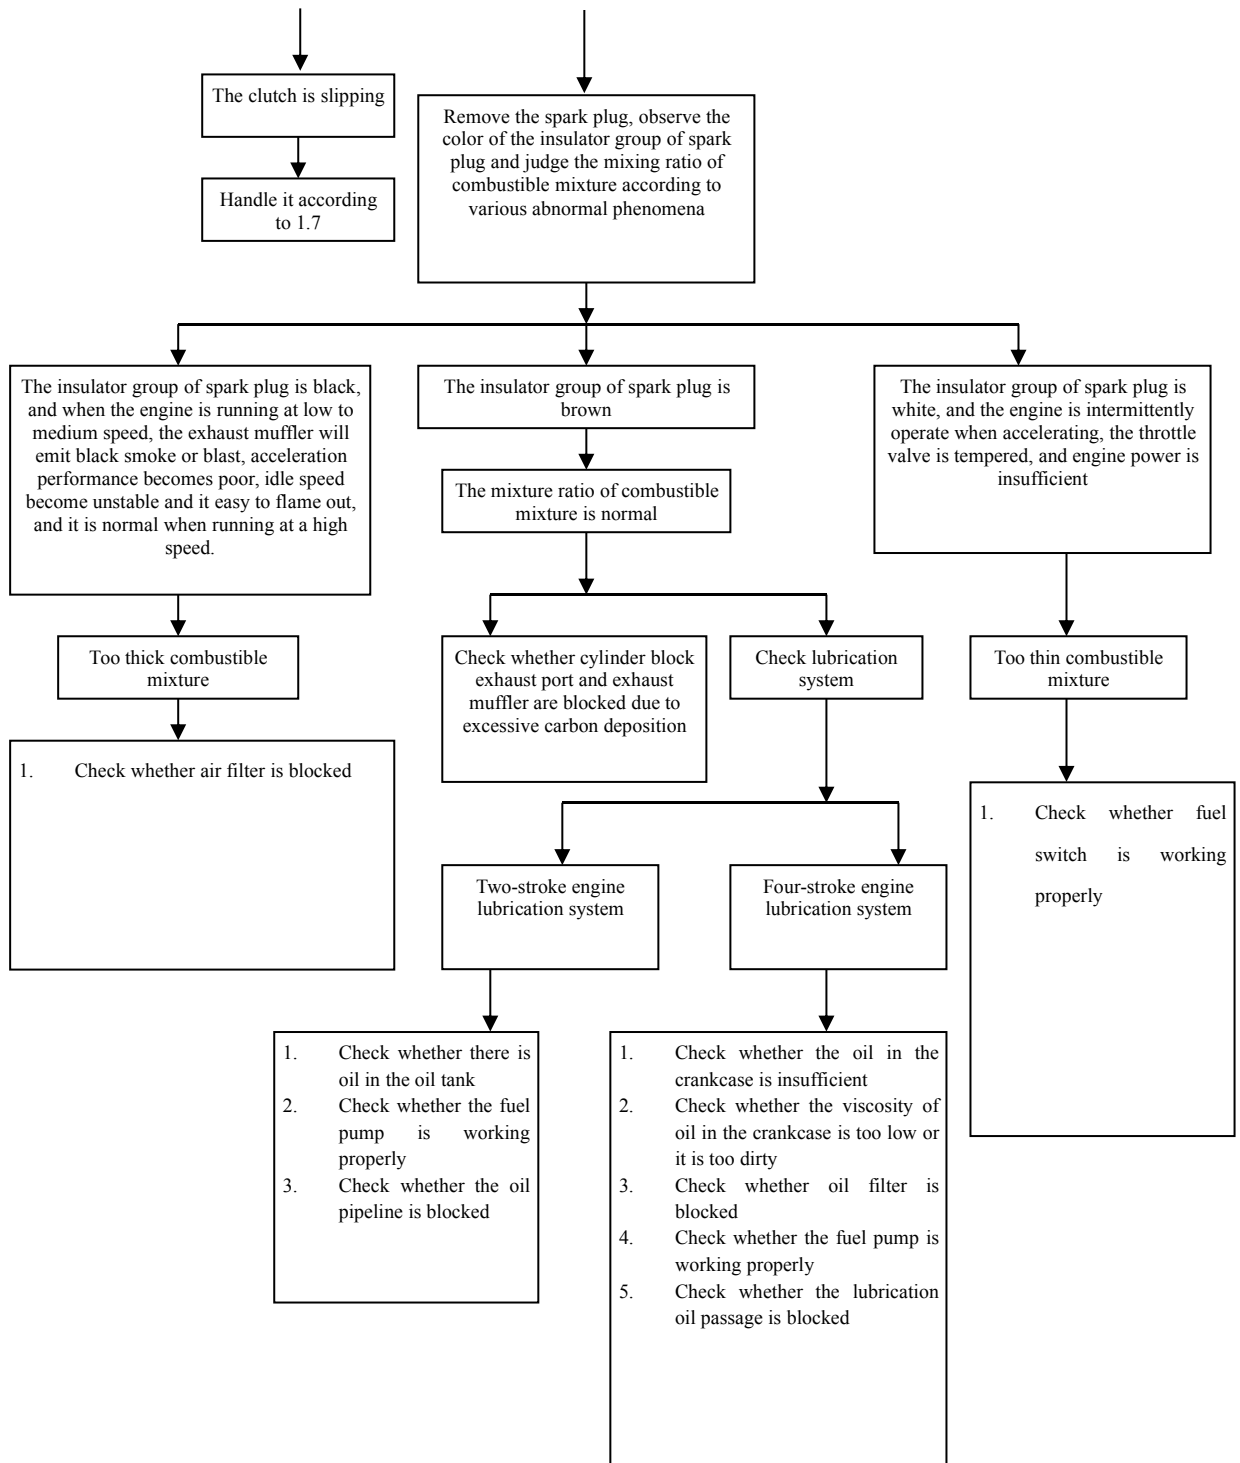 The clutch is slipping
Handle it according
to 1.7
Remove the spark plug, observe the
color of the insulator group of spark
plug and judge the mixing ratio of
combustible mixture according to
various abnormal phenomena
The insulator group of spark plug is black,
and when the engine is running at low to
medium speed, the exhaust muffler will
emit black smoke or blast, acceleration
performance becomes poor, idle speed
become unstable and it easy to flame out,
and it is normal when running at a high
speed.
The insulator group of spark plug is
brown
The insulator group of spark plug is
white, and the engine is intermittently
operate when accelerating, the throttle
valve is tempered, and engine power is
insufficient
The mixture ratio of combustible
mixture is normal
Too thick combustible
mixture
Check whether cylinder block
exhaust port and exhaust
muffler are blocked due to
excessive carbon deposition
Check lubrication
system
Too thin combustible
mixture
1. Check whether air filter is blocked
1. Check whether fuel
switch is working
properly
Two-stroke engine
lubrication system
Four-stroke engine
lubrication system
1. Check whether there is
oil in the oil tank
2. Check whether the fuel
pump is working
properly
3. Check whether the oil
pipeline is blocked
1. Check whether the oil in the
crankcase is insufficient
2. Check whether the viscosity of
oil in the crankcase is too low or
it is too dirty
3. Check whether oil filter is
blocked
4. Check whether the fuel pump is
working properly
5. Check whether the lubrication
oil passage is blocked